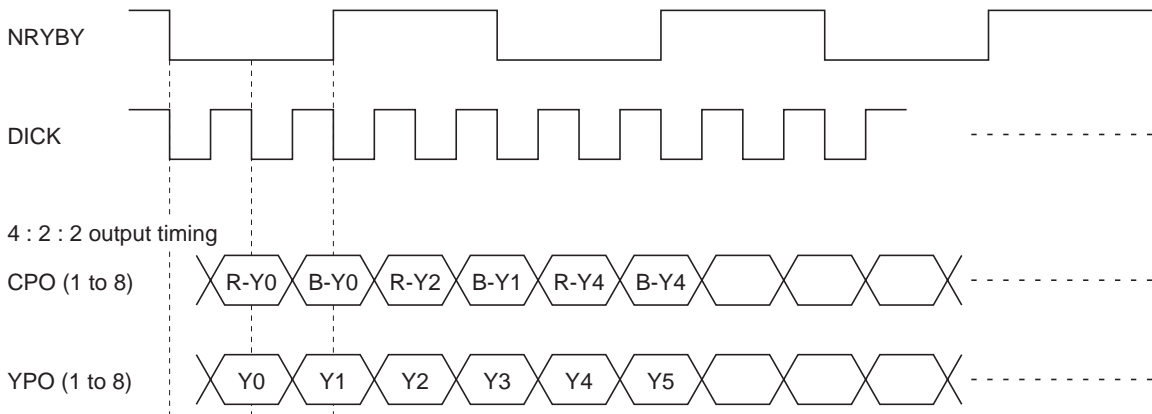 NRYBY
DICK
4 : 2 : 2 output timing
CPO (1 to 8) R-Y0 B-Y0 R-Y2 B-Y1 R-Y4 B-Y4
YPO (1 to 8) Y0 Y1 Y2 Y3 Y4 Y5